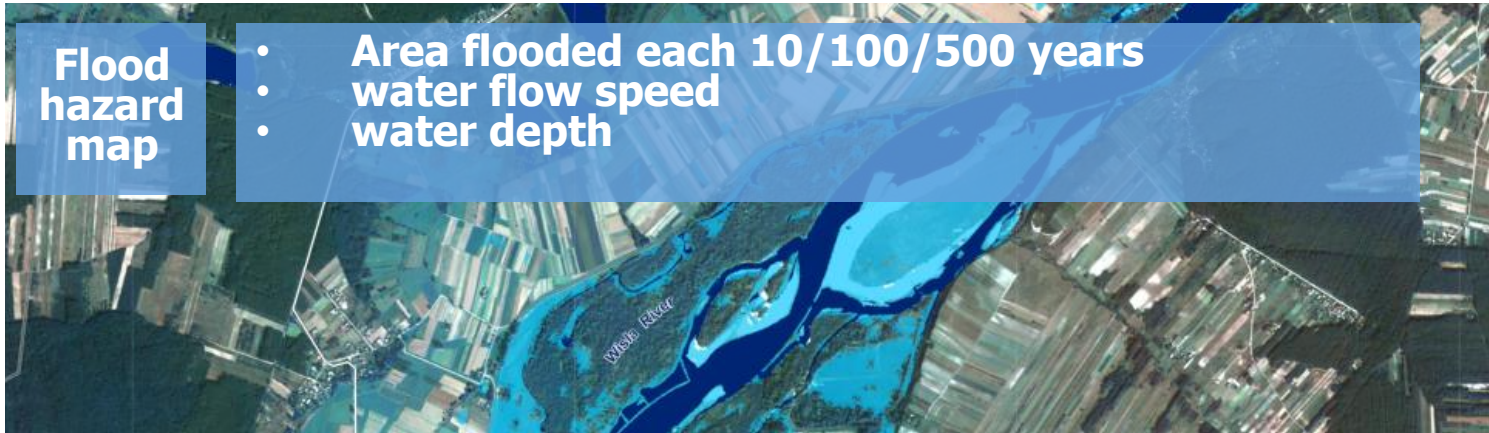 Flood
hazard
map
• Area flooded each 10/100/500 years
• water flow speed
• water depth
Wisla River